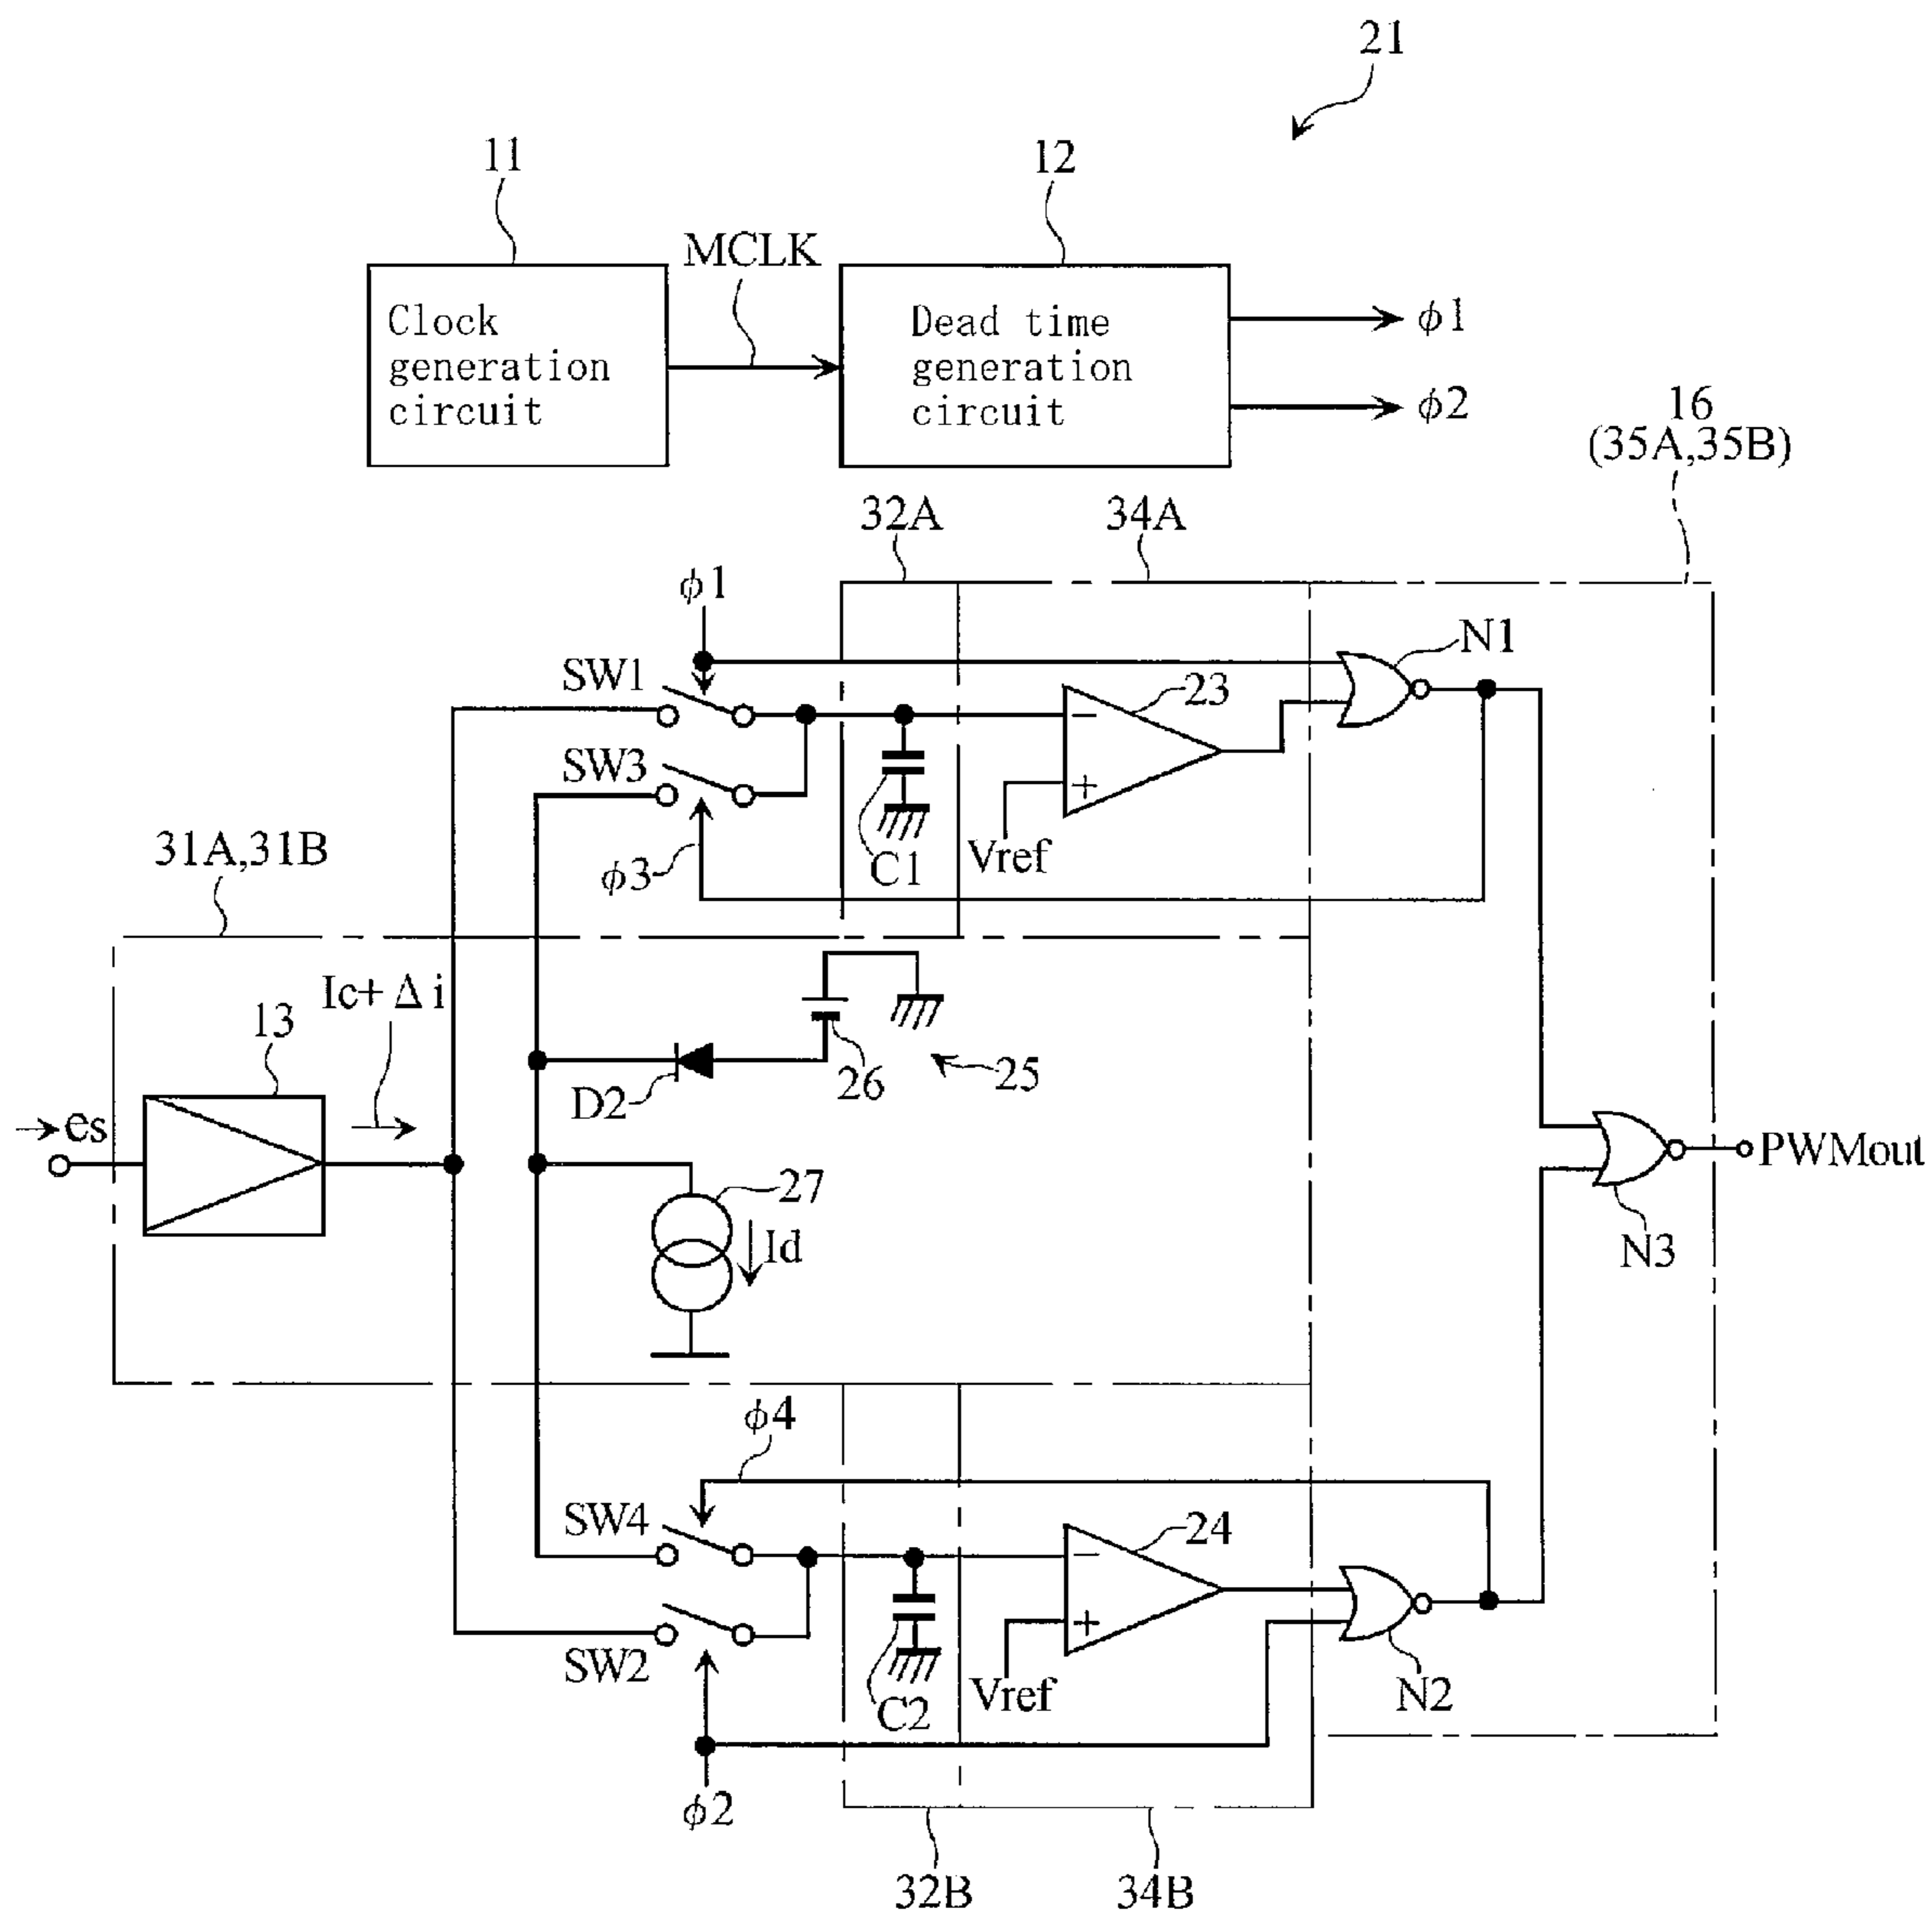 21
11
12
MCLK
Clock
generation
circuit
Dead time
generation
circuit
ϕ1
ϕ2
16
(35A,35B)
32A
34A
ϕ1
N1
SW1
23
SW3
31A,31B
ϕ3
C1
Vref
Ic+Δi
13
26
25
D2
es
27
PWMout
Id
N3
ϕ4
SW4
24
SW2
C2
Vref
N2
ϕ2
32B
34B